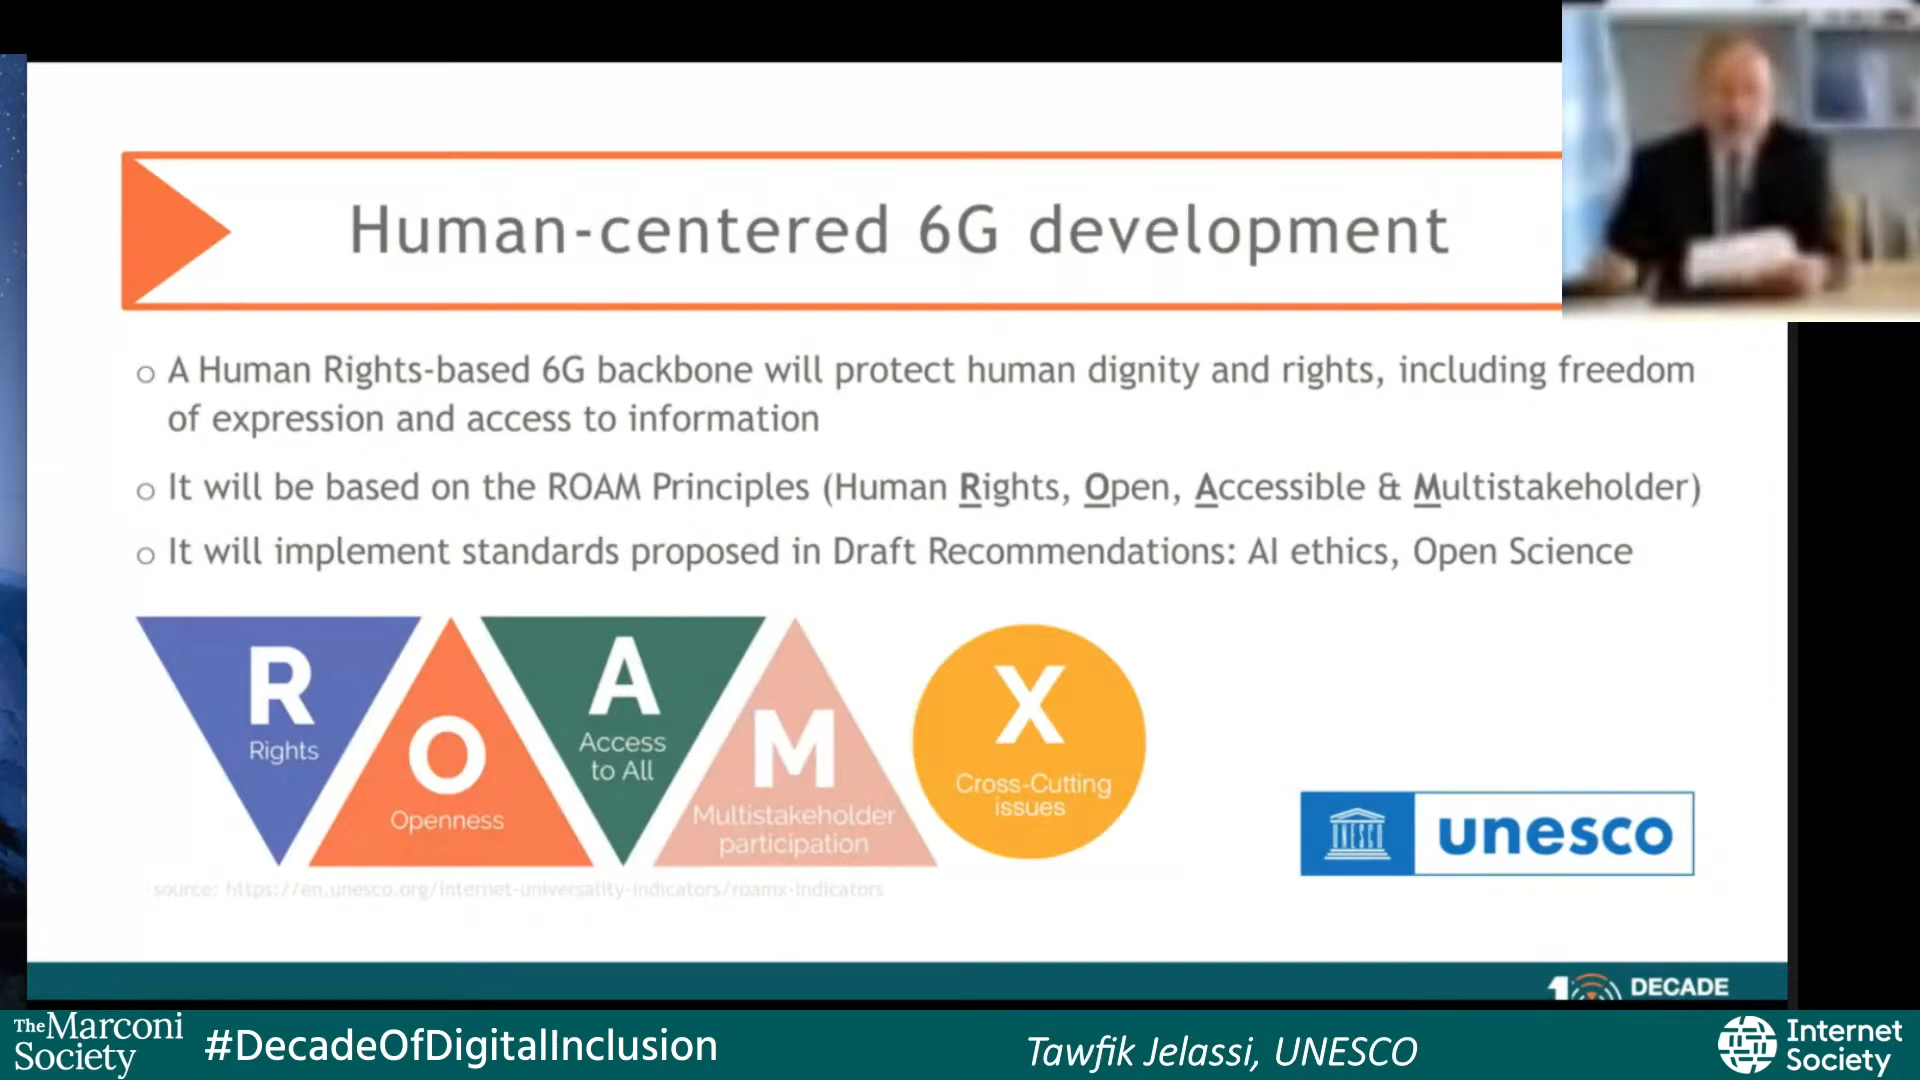 Human-centered 6G development
○ A Human Rights-based 6G backbone will protect human dignity and rights, including freedom
of expression and access to information
○ It will be based on the ROAM Principles (Human Rights, Open, Accessible & Multistakeholder)
○ It will implement standards proposed in Draft Recommendations: AI ethics, Open Science
R
Rights
O
Openness
A
Access
to All
M
Multistakeholder
participation
X
Cross-Cutting
issues
UNESCO
unesco
source: https://en.unesco.org/internet-universality-indicators/roamx-indicators
10 DECADE
The Marconi
Society
#DecadeOfDigitalInclusion
Tawfik Jelassi, UNESCO
Internet
Society